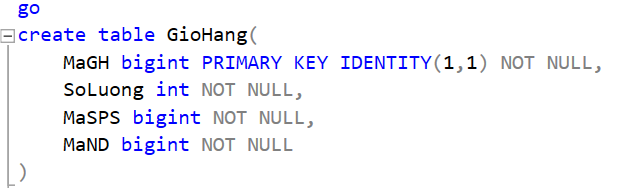 go
create table GioHang(
MaGH bigint PRIMARY KEY IDENTITY(1,1) NOT NULL,
SoLuong int NOT NULL,
MaSPS bigint NOT NULL,
MaND bigint NOT NULL
)